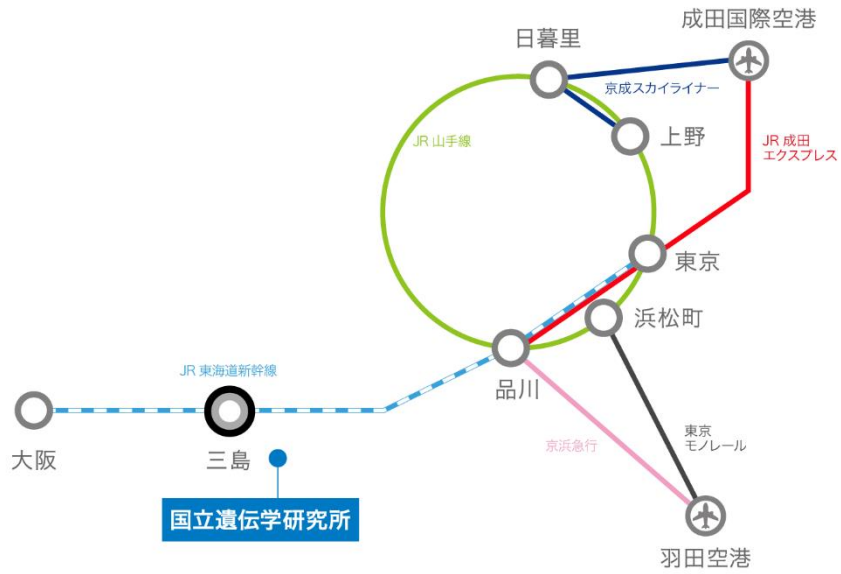 成田国際空港
日暮里
京成スカイライナー
上野
JR 山手線
JR 成田
エクスプレス
東京
浜松町
JR 東海道新幹線
品川
大阪
三島
京浜急行
東京
モノレール
国立遺伝学研究所
羽田空港